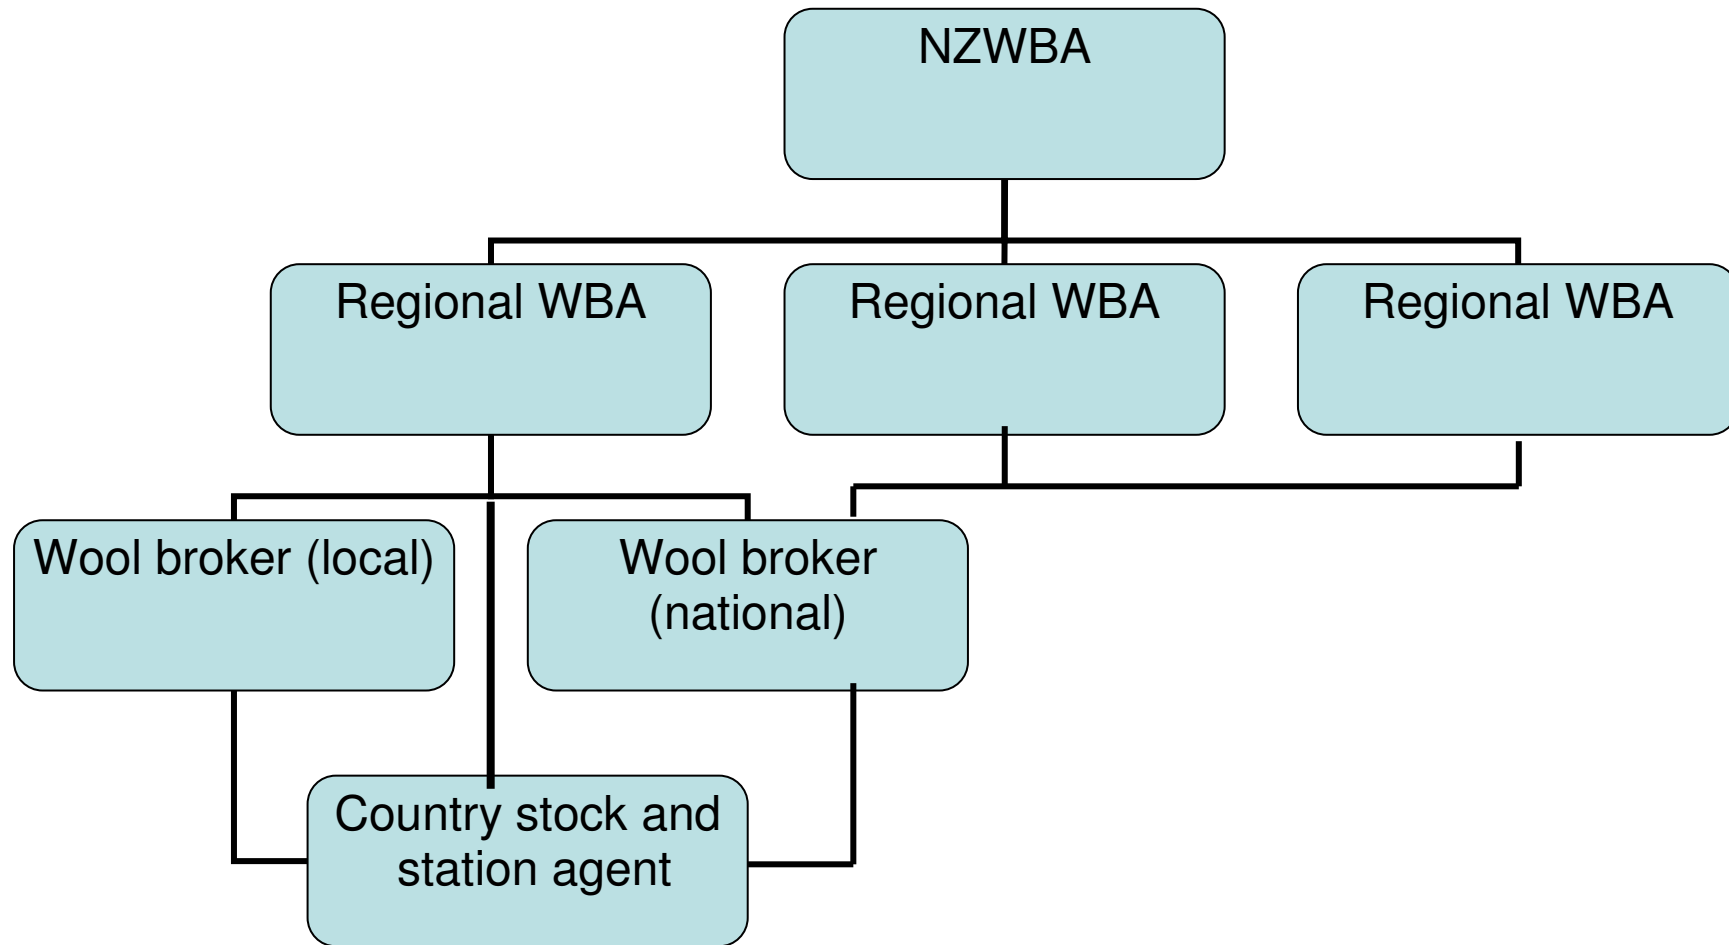 NZWBA
Regional WBA
Regional WBA
Regional WBA
Wool broker (local)
Wool broker
(national)
Country stock and
station agent